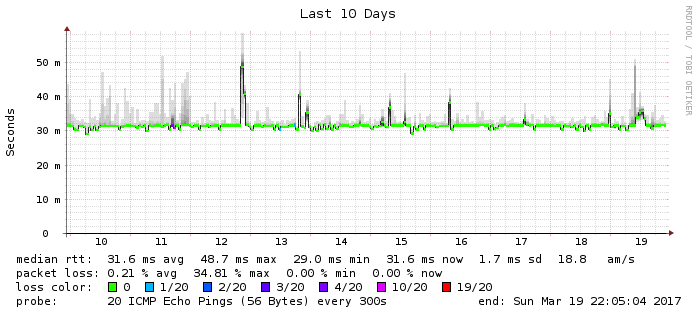 Last 10 Days
RRDTOOL / TOBI OETIKER
Seconds
50 m
40 m
30 m
20 m
10 m
0
10 11 12 13 14 15 16 17 18 19
median rtt: 31.6 ms avg 48.7 ms max 29.0 ms min 31.6 ms now 1.7 ms sd 18.8 am/s
packet loss: 0.21 % avg 34.81 % max 0.00 % min 0.00 % now
loss color: 0 1/20 2/20 3/20 4/20 10/20 19/20
probe: 20 ICMP Echo Pings (56 Bytes) every 300s end: Sun Mar 19 22:05:04 2017